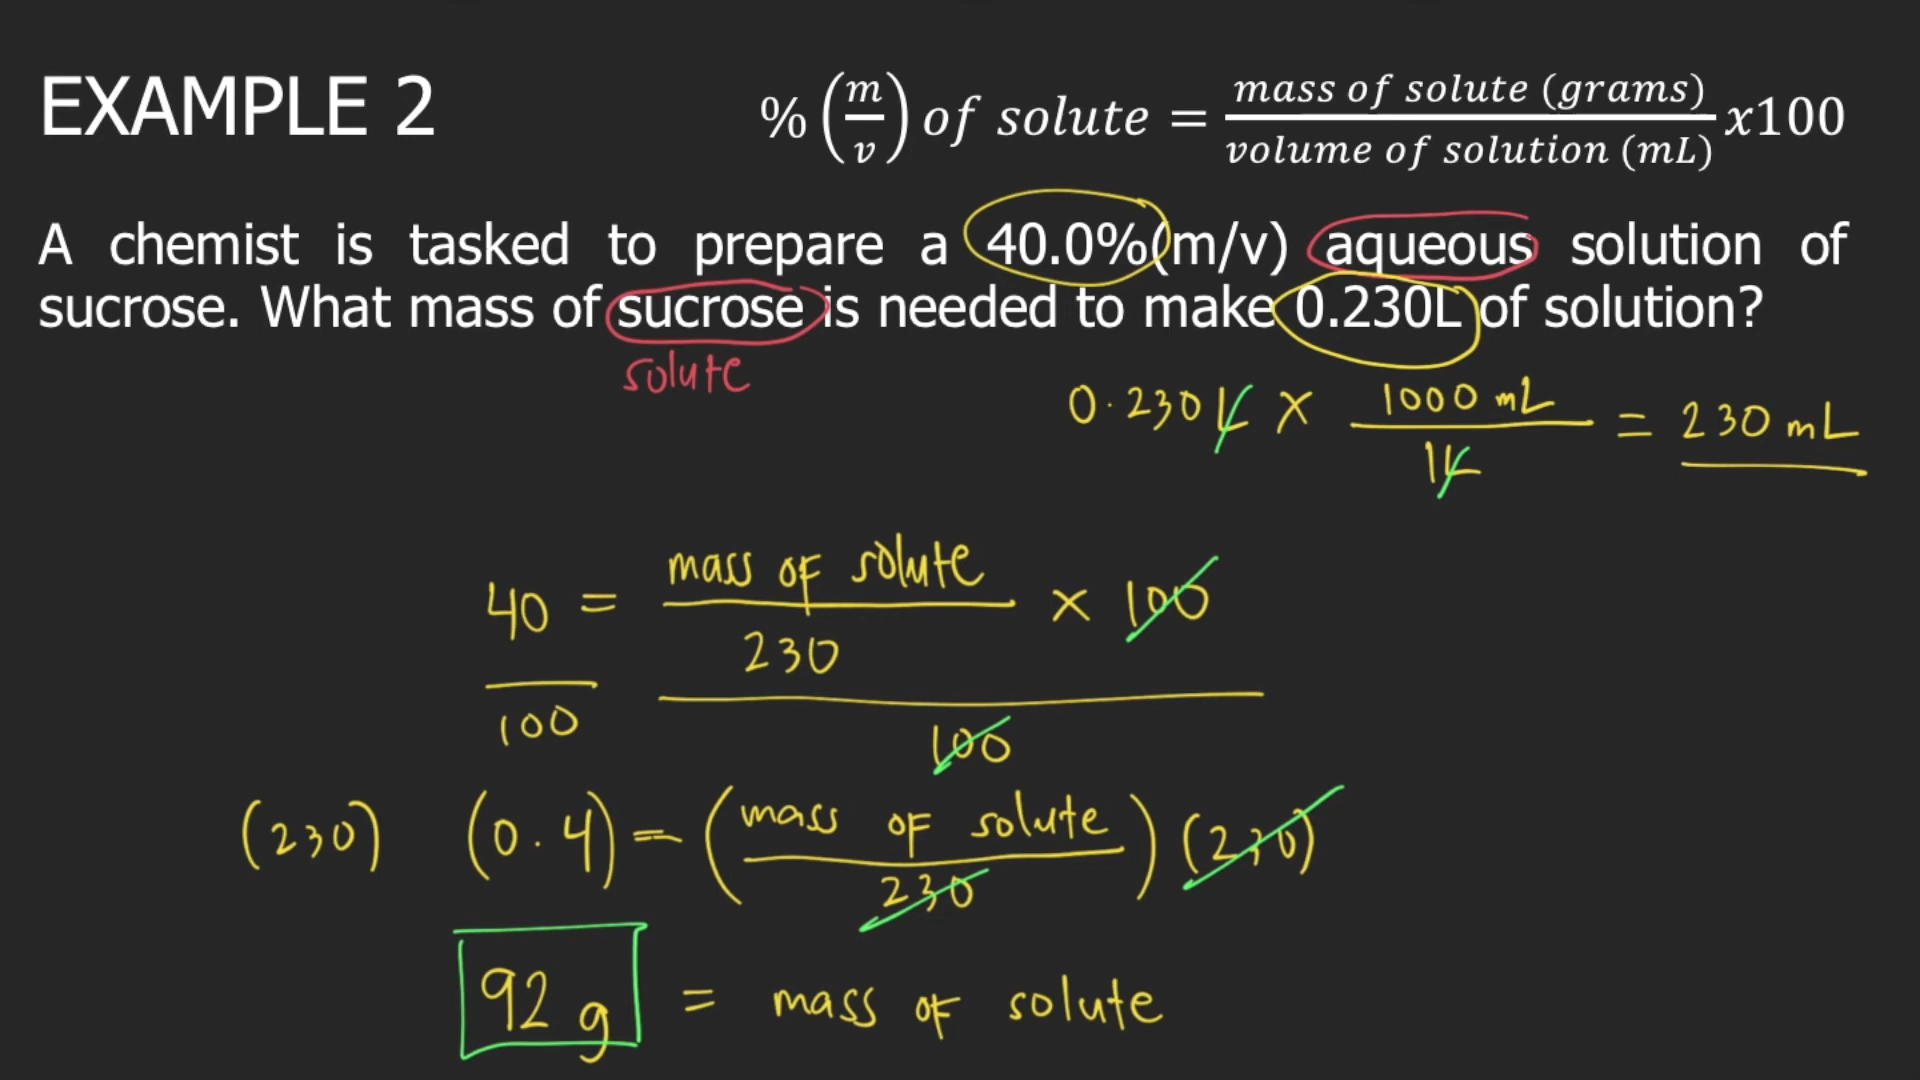 EXAMPLE 2
% (m/v) of solute = mass of solute (grams) / volume of solution (mL) x100
A chemist is tasked to prepare a 40.0%(m/v) aqueous solution of
sucrose. What mass of sucrose is needed to make 0.230L of solution?
solute
0.230 L x 1000 mL / 1L = 230 mL
40 = mass of solute / 230 x 100
100 100
(230) (0.4) = (mass of solute / 230) (230)
92 g = mass of solute